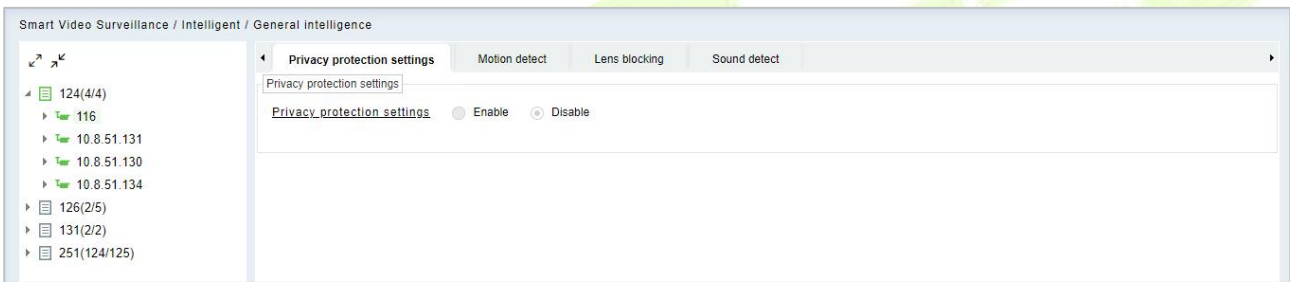 Smart Video Surveillance / Intelligent / General intelligence
Privacy protection settings Motion detect Lens blocking Sound detect
Privacy protection settings
Privacy protection settings Enable Disable
124(4/4)
116
10.8.51.131
10.8.51.130
10.8.51.134
126(2/5)
131(2/2)
251(124/125)